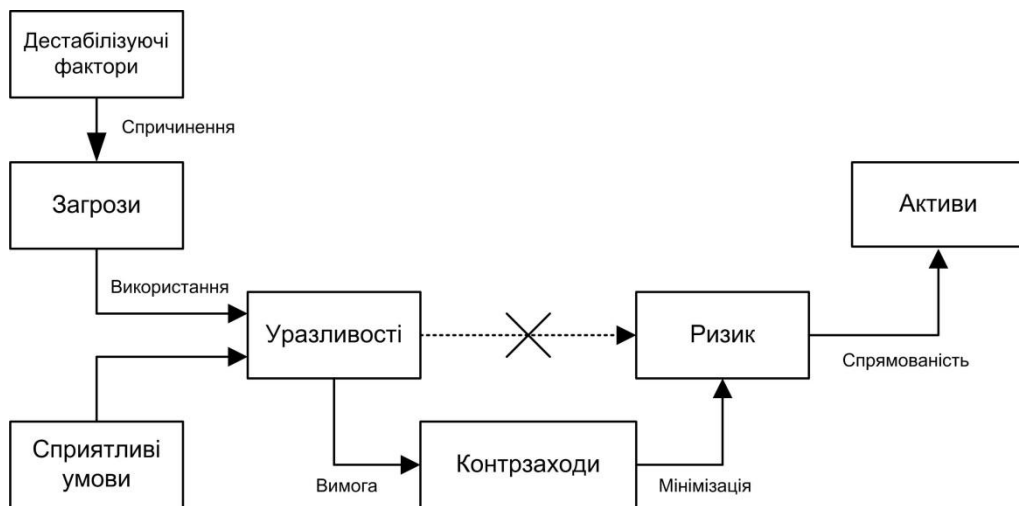 Дестабілізуючі
фактори
Спричинення
Загрози
Активи
Використання
Уразливості
Ризик
Спрямованість
Сприятливі
умови
Вимога
Контрзаходи
Мінімізація